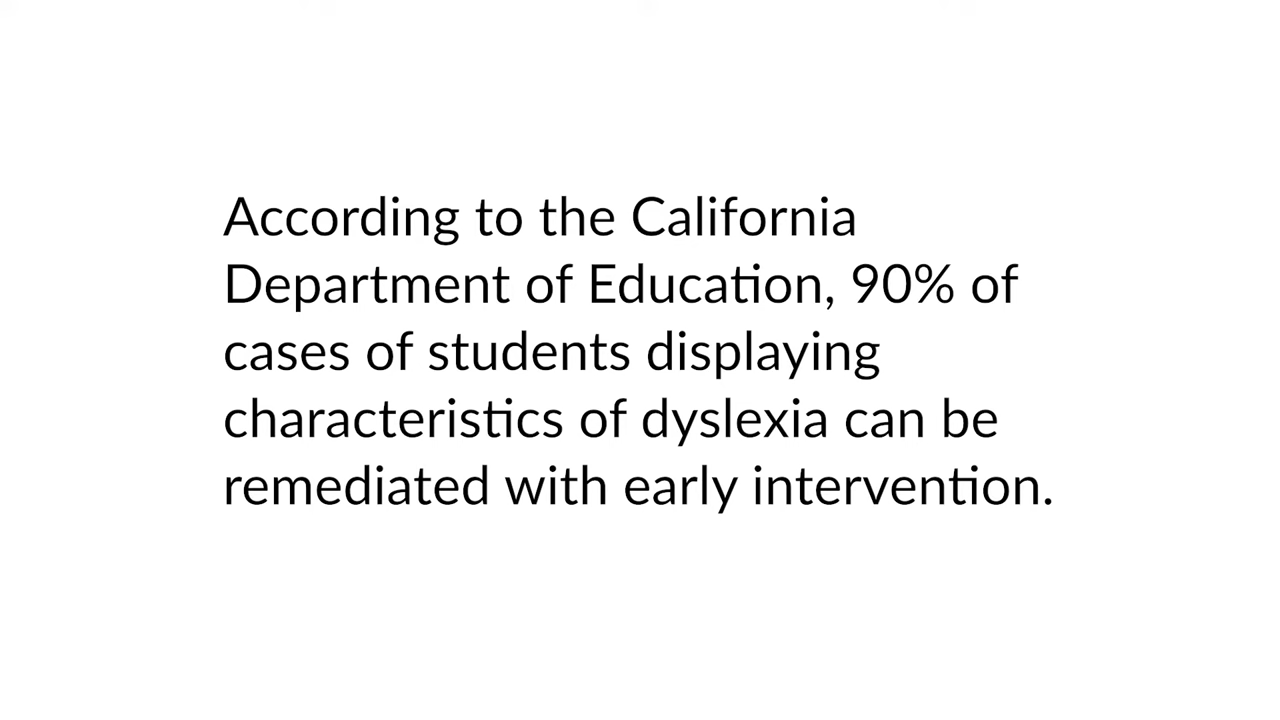 According to the California
Department of Education, 90% of
cases of students displaying
characteristics of dyslexia can be
remediated with early intervention.